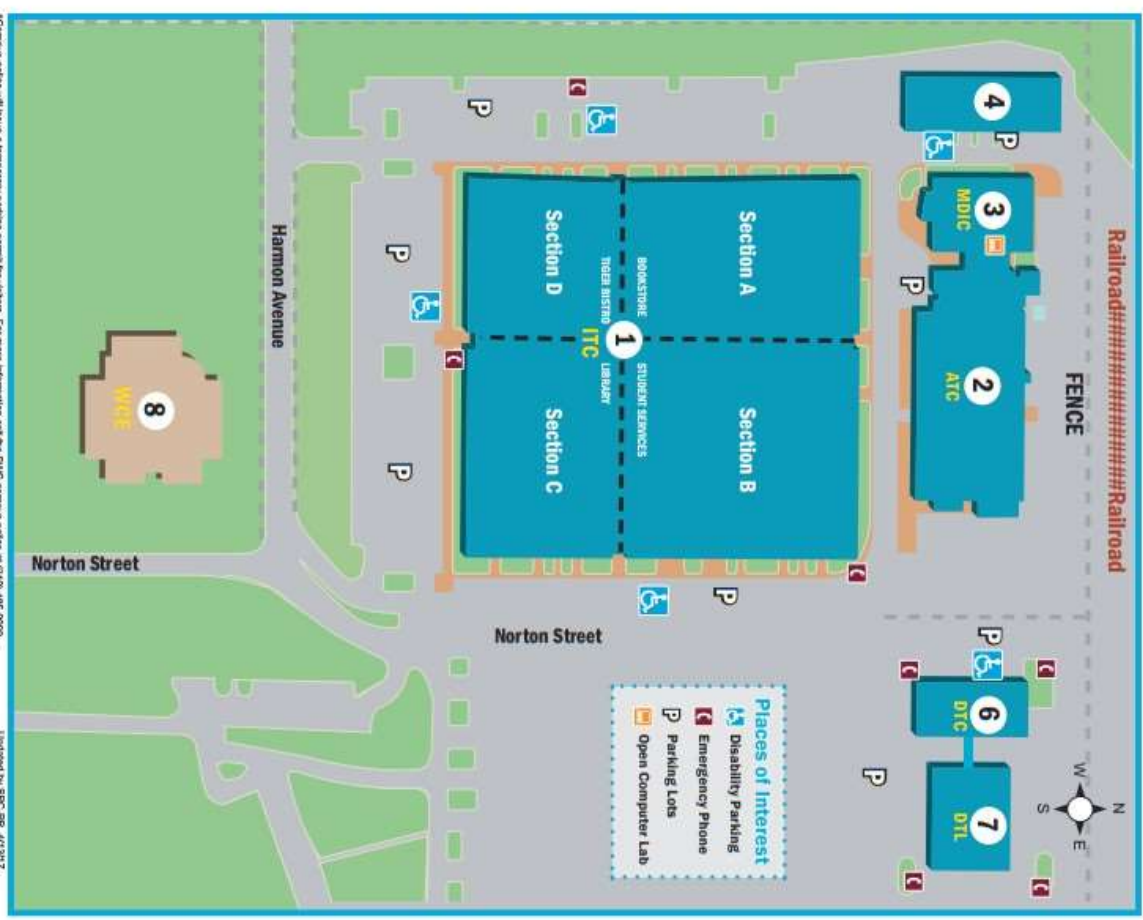 Railroad################Railroad
FENCE
N
W
E
S
4
P
3
MDIC
2
ATC
P
P
6
DTC
7
DTL
P
Section A
Section B
P
Places of Interest
Disability Parking
Emergency Phone
P Parking Lots
Open Computer Lab
BOOKSTORE
STUDENT SERVICES
1
TIGER BISTRO
LIBRARY
ITC
Section D
Section C
Norton Street
P
P
P
Harmon Avenue
8
WCE
Norton Street